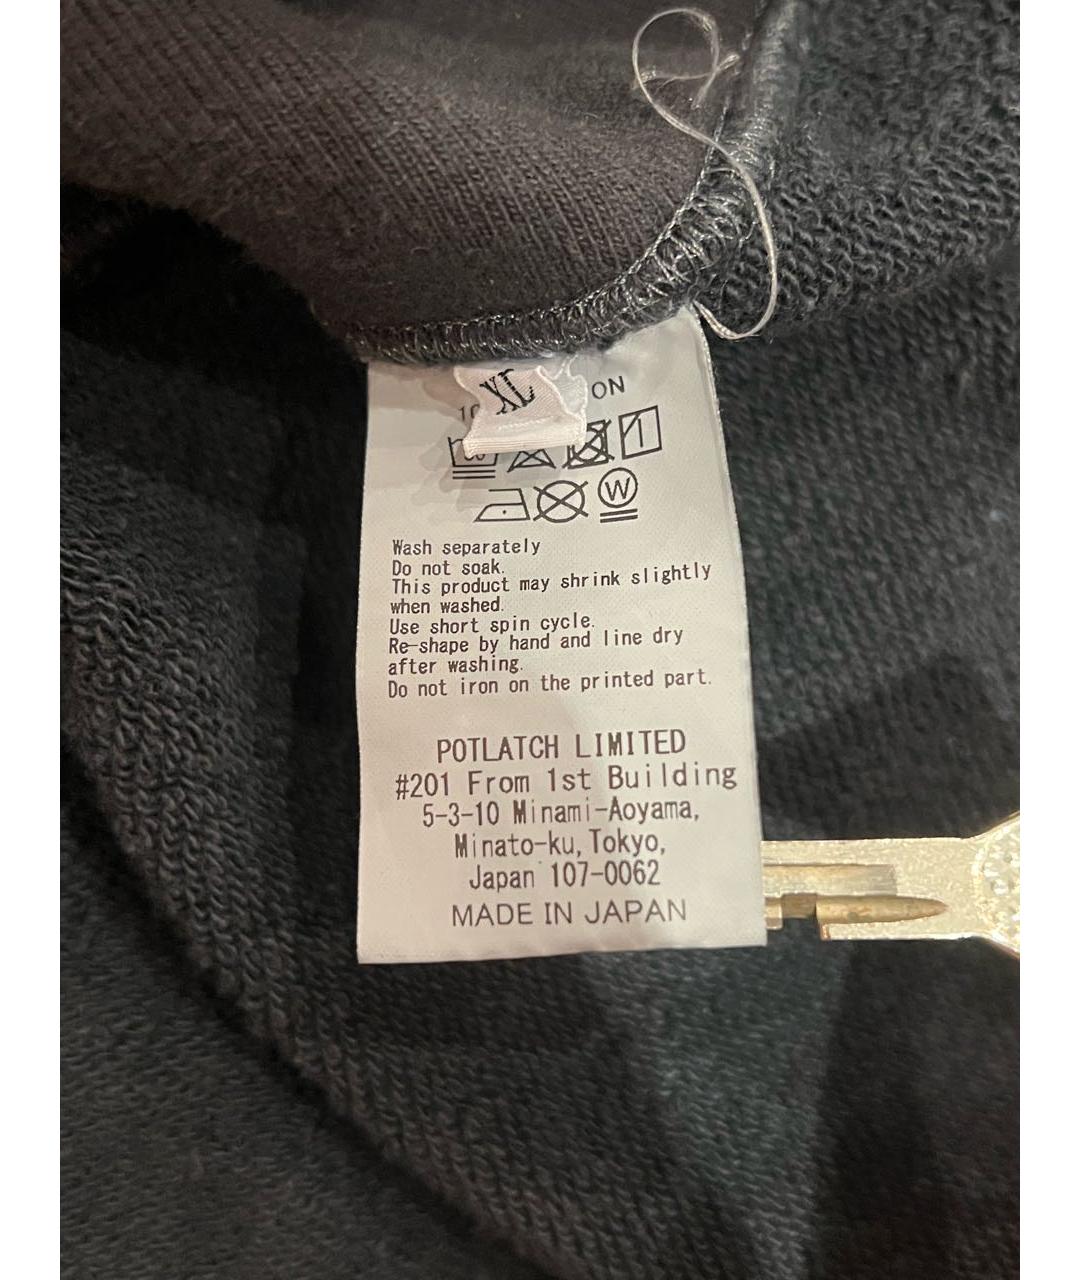 XL
ON
W
Wash separately
Do not soak.
This product may shrink slightly
when washed.
Use short spin cycle.
Re-shape by hand and line dry
after washing.
Do not iron on the printed part.
POTLATCH LIMITED
#201 From 1st Building
5-3-10 Minami-Aoyama,
Minato-ku, Tokyo,
Japan 107-0062
MADE IN JAPAN